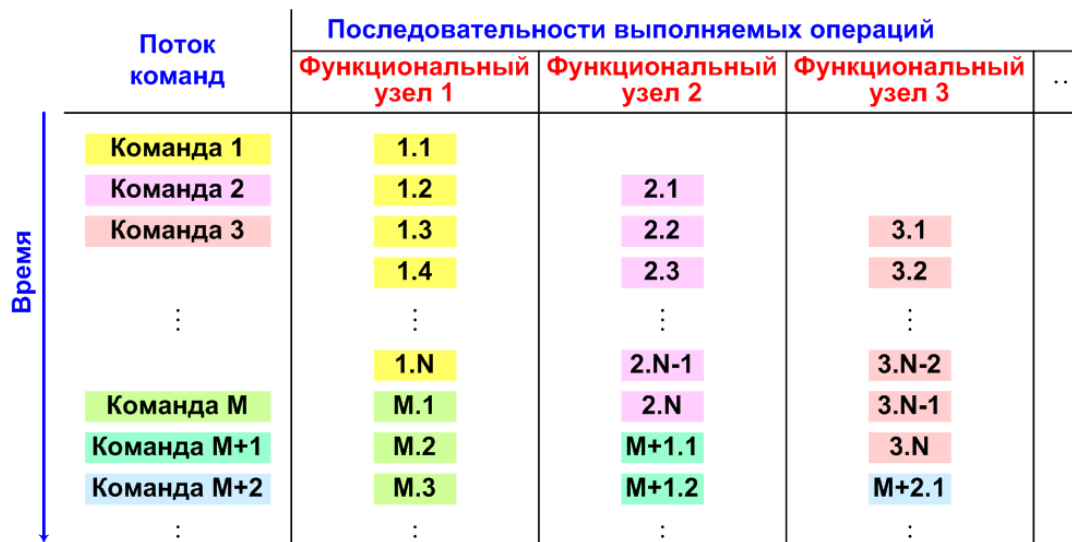 Поток
команд
Последовательности выполняемых операций
Функциональный
узел 1
Функциональный
узел 2
Функциональный
узел 3
...
Время
Команда 1 1.1
Команда 2 1.2 2.1
Команда 3 1.3 2.2 3.1
1.4 2.3 3.2
⋮ ⋮ ⋮ ⋮
1.N 2.N-1 3.N-2
Команда M M.1 2.N 3.N-1
Команда M+1 M.2 M+1.1 3.N
Команда M+2 M.3 M+1.2 M+2.1
⋮ ⋮ ⋮ ⋮